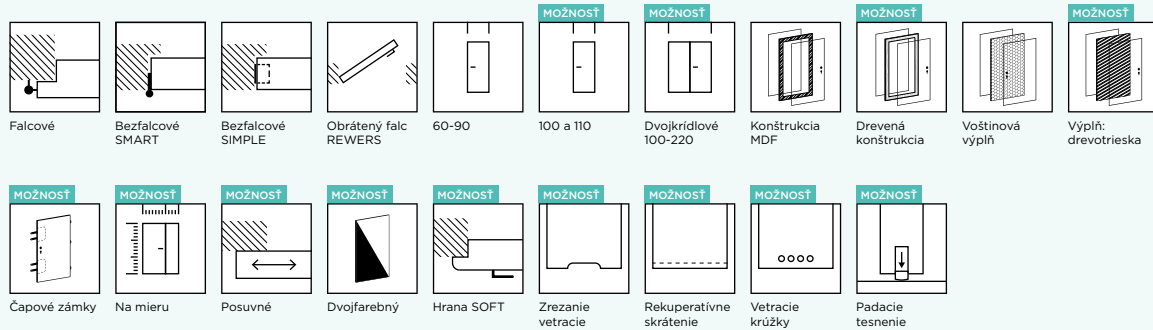 MOŽNOSŤ MOŽNOSŤ MOŽNOSŤ MOŽNOSŤ
Falcové
Bezfalcové
SMART
Bezfalcové
SIMPLE
Obrátený falc
REWERS
60-90
100 a 110
Dvojkrídlové
100-220
Konštrukcia
MDF
Drevená
konštrukcia
Voštinová
výplň
Výplň:
drevotrieska
MOŽNOSŤ MOŽNOSŤ MOŽNOSŤ MOŽNOSŤ MOŽNOSŤ MOŽNOSŤ MOŽNOSŤ MOŽNOSŤ MOŽNOSŤ
Čapové zámky
Na mieru
Posuvné
Dvojfarebný
Hrana SOFT
Zrezanie
vetracie
Rekuperatívne
skrátenie
Vetracie
krúžky
Padacie
tesnenie